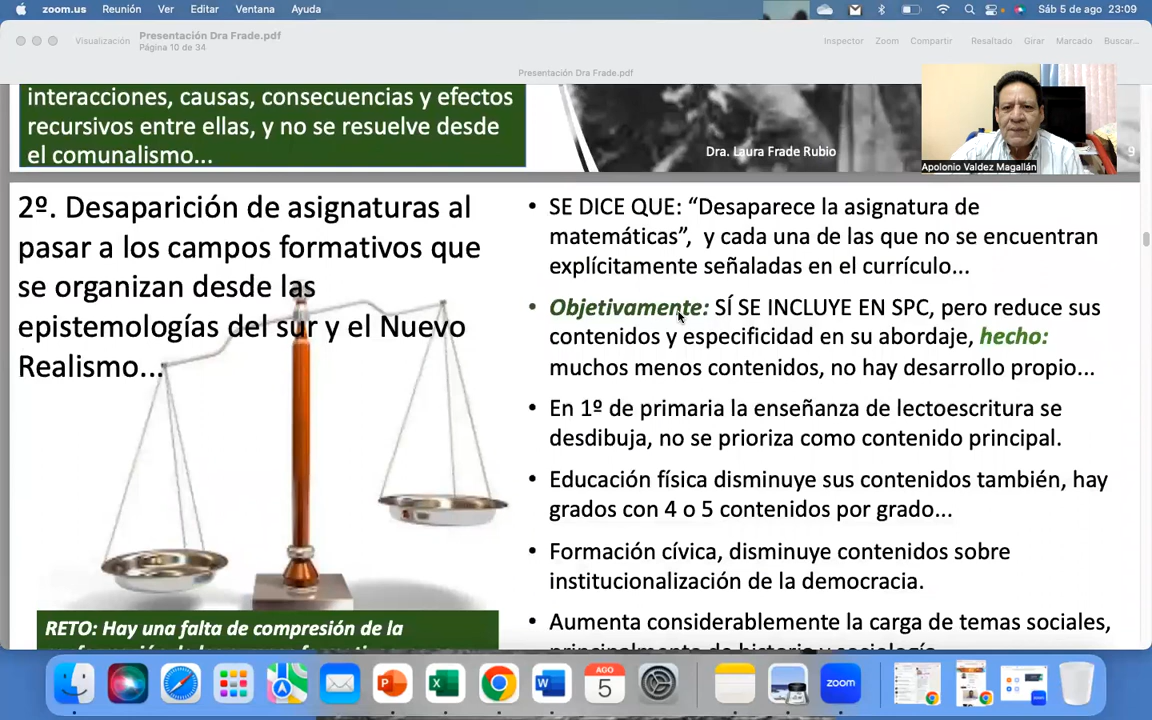 zoom.us Reunión Ver Editar Ventana Ayuda
Sáb 5 de ago 23:09
Visualización
Presentación Dra Frade.pdf
Página 10 de 34
Inspector Zoom Compartir Resaltado Girar Marcado Buscar...
Presentación Dra Frade.pdf
interacciones, causas, consecuencias y efectos
recursivos entre ellas, y no se resuelve desde
el comunalismo...
Dra. Laura Frade Rubio
9
Apolonio Valdez Magallán
2º. Desaparición de asignaturas al
pasar a los campos formativos que
se organizan desde las
epistemologías del sur y el Nuevo
Realismo...
RETO: Hay una falta de compresión de la
• SE DICE QUE: “Desaparece la asignatura de
matemáticas”, y cada una de las que no se encuentran
explícitamente señaladas en el currículo...
• Objetivamente: SÍ SE INCLUYE EN SPC, pero reduce sus
contenidos y especificidad en su abordaje, hecho:
muchos menos contenidos, no hay desarrollo propio...
• En 1º de primaria la enseñanza de lectoescritura se
desdibuja, no se prioriza como contenido principal.
• Educación física disminuye sus contenidos también, hay
grados con 4 o 5 contenidos por grado...
• Formación cívica, disminuye contenidos sobre
institucionalización de la democracia.
• Aumenta considerablemente la carga de temas sociales,
principalmente de historia y sociología
AGO
5
zoom